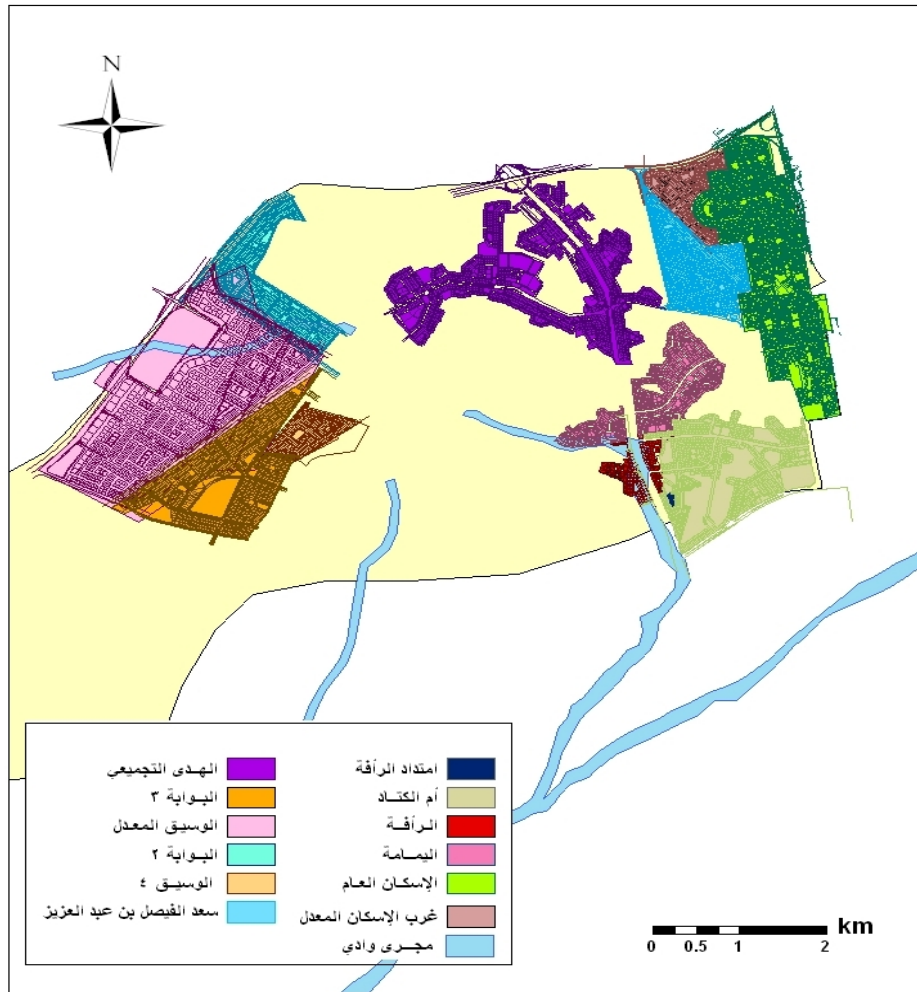 N
امتداد الرأفة
أم الكتاد
الرأفة
اليمامة
الإسكان العام
غرب الإسكان المعدل
مجرى وادي
الهدى التجميعي
البوابة ٣
الوسيق المعدل
البوابة ٢
الوسيق ٤
سعد الفيصل بن عبد العزيز
km
0 0.5 1 2